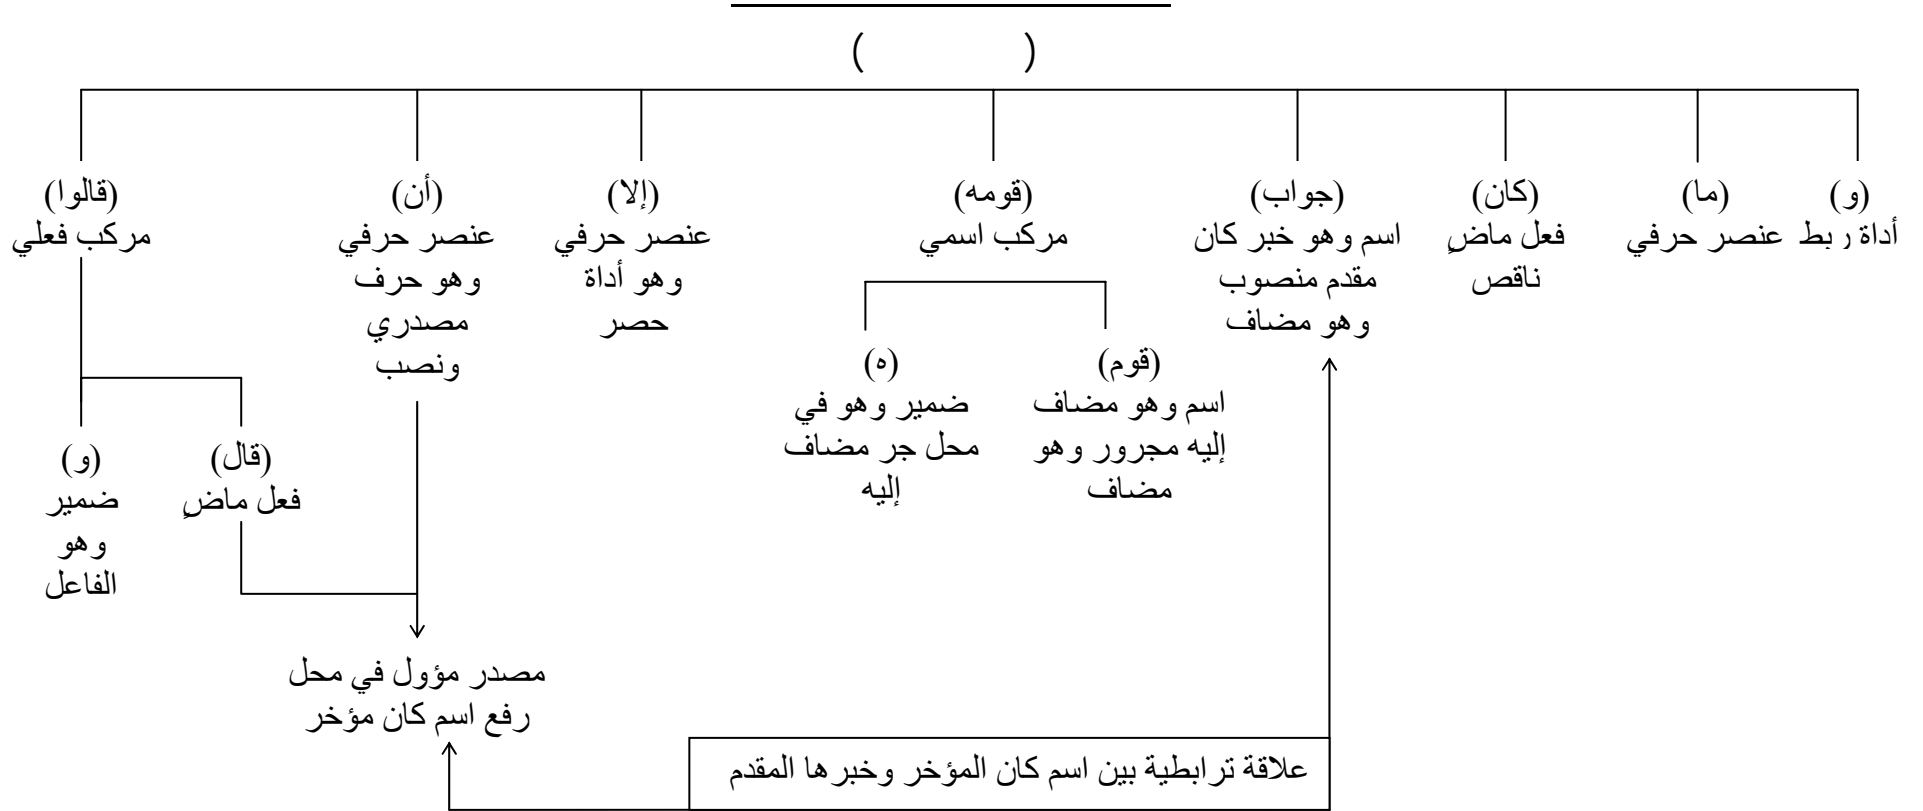 ( )
(و)
أداة ربط
(ما)
عنصر حرفي
(كان)
فعل ماضٍ
ناقص
(جواب)
اسم وهو خبر كان
مقدم منصوب
وهو مضاف
(قومه)
مركب اسمي
(قوم)
اسم وهو مضاف
إليه مجرور وهو
مضاف
(ه)
ضمير وهو في
محل جر مضاف
إليه
(إلا)
عنصر حرفي
وهو أداة
حصر
(أن)
عنصر حرفي
وهو حرف
مصدري
ونصب
(قالوا)
مركب فعلي
(قال)
فعل ماضٍ
(و)
ضمير
وهو
الفاعل
مصدر مؤول في محل
رفع اسم كان مؤخر
علاقة ترابطية بين اسم كان المؤخر وخبرها المقدم